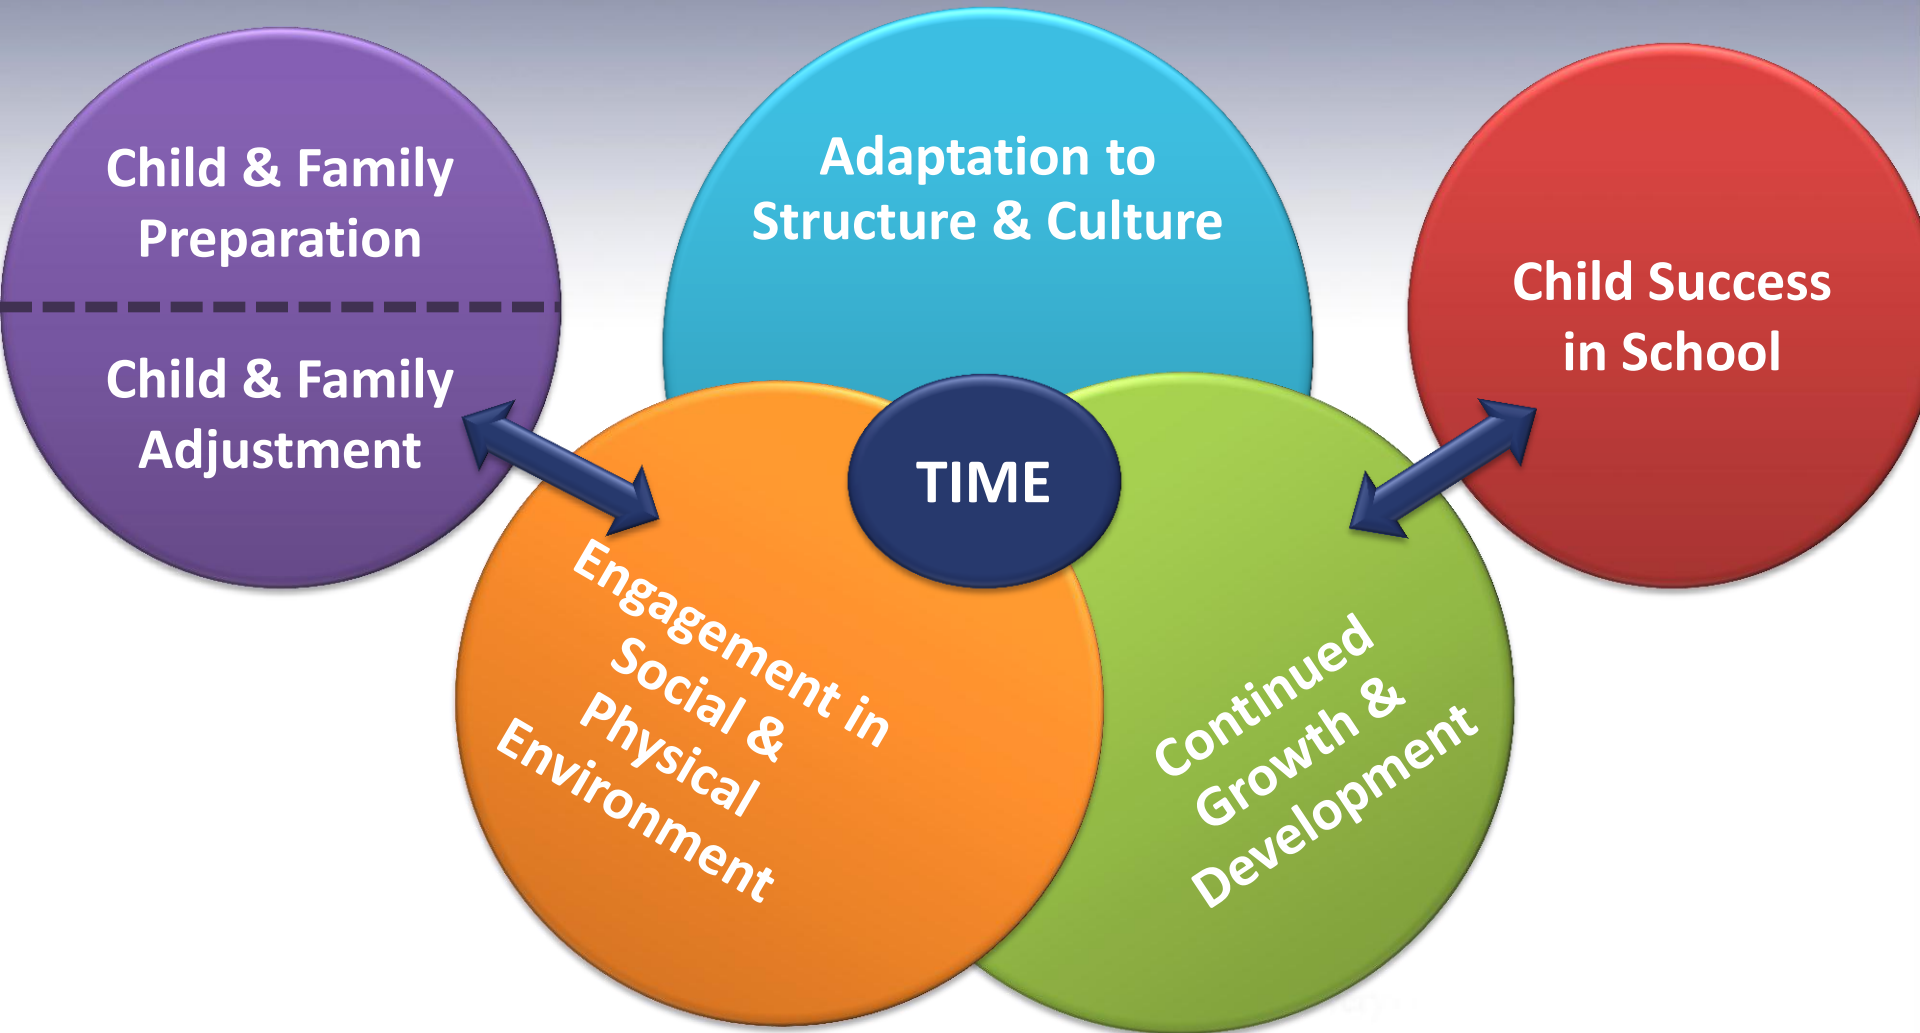 Child & Family
Preparation
Child & Family
Adjustment
Adaptation to
Structure & Culture
Child Success
in School
TIME
Engagement in
Social &
Physical
Environment
Continued
Growth &
Development